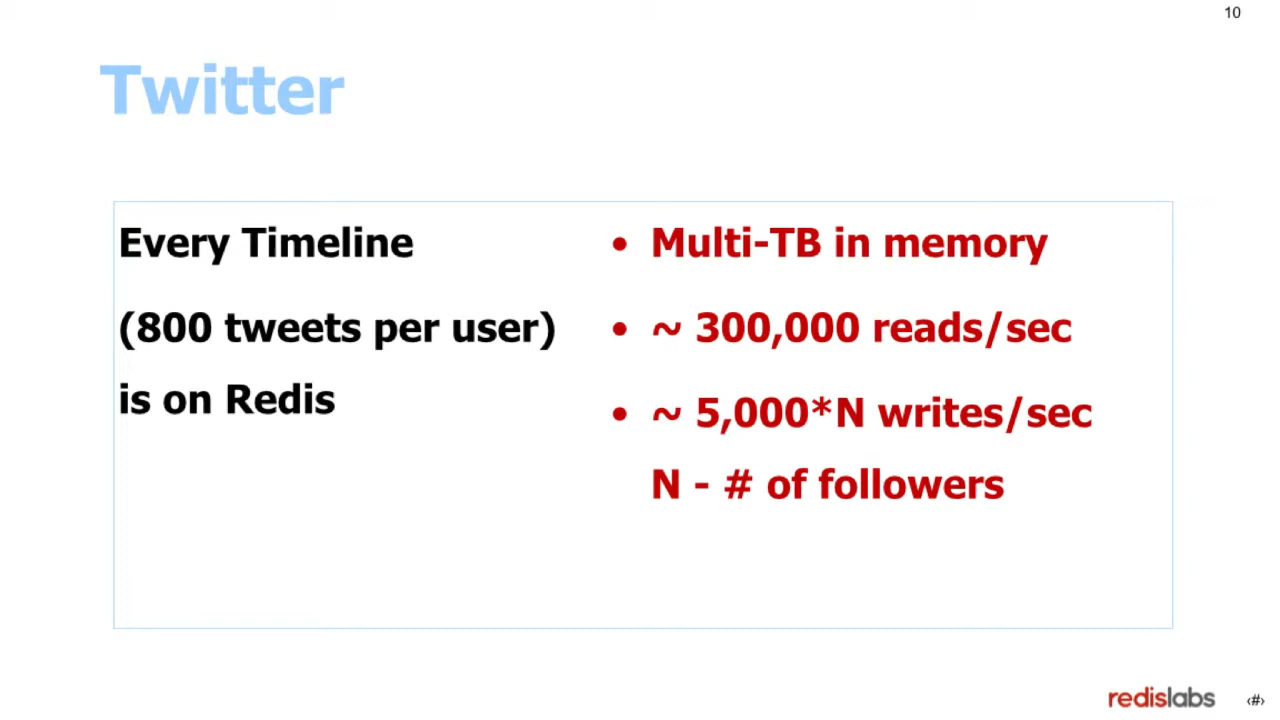 10
Twitter
Every Timeline
(800 tweets per user)
is on Redis
• Multi-TB in memory
• ~ 300,000 reads/sec
• ~ 5,000*N writes/sec
N - # of followers
redislabs
‹#›